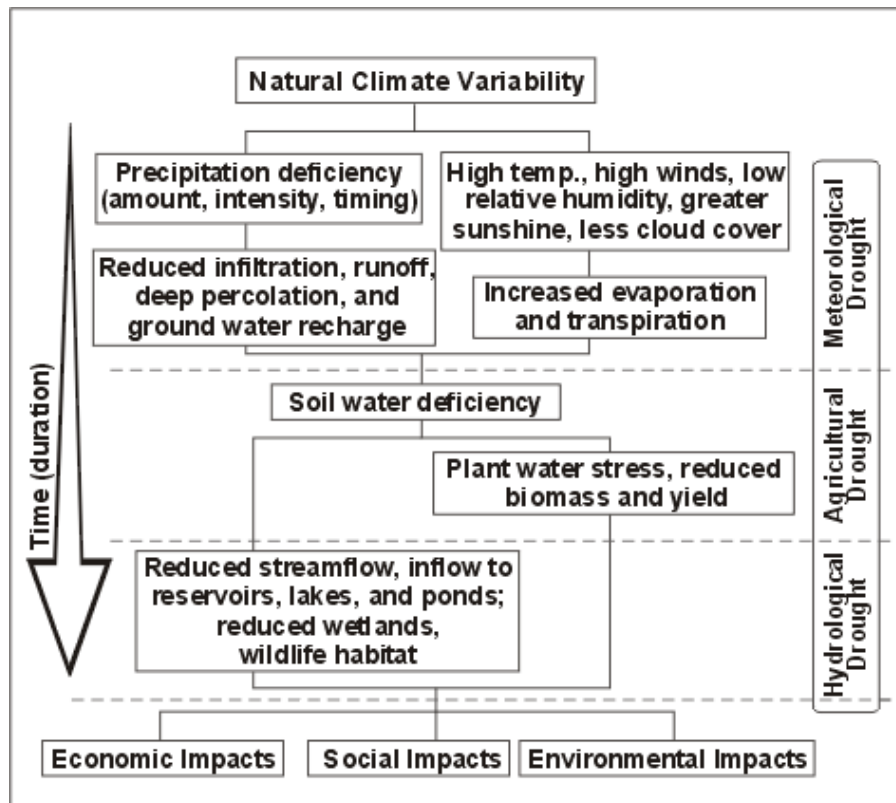 Natural Climate Variability
Precipitation deficiency
(amount, intensity, timing)
High temp., high winds, low
relative humidity, greater
sunshine, less cloud cover
Reduced infiltration, runoff,
deep percolation, and
ground water recharge
Increased evaporation
and transpiration
Meteorological
Drought
Soil water deficiency
Plant water stress, reduced
biomass and yield
Agricultural
Drought
Time (duration)
Reduced streamflow, inflow to
reservoirs, lakes, and ponds;
reduced wetlands,
wildlife habitat
Hydrological
Drought
Economic Impacts
Social Impacts
Environmental Impacts